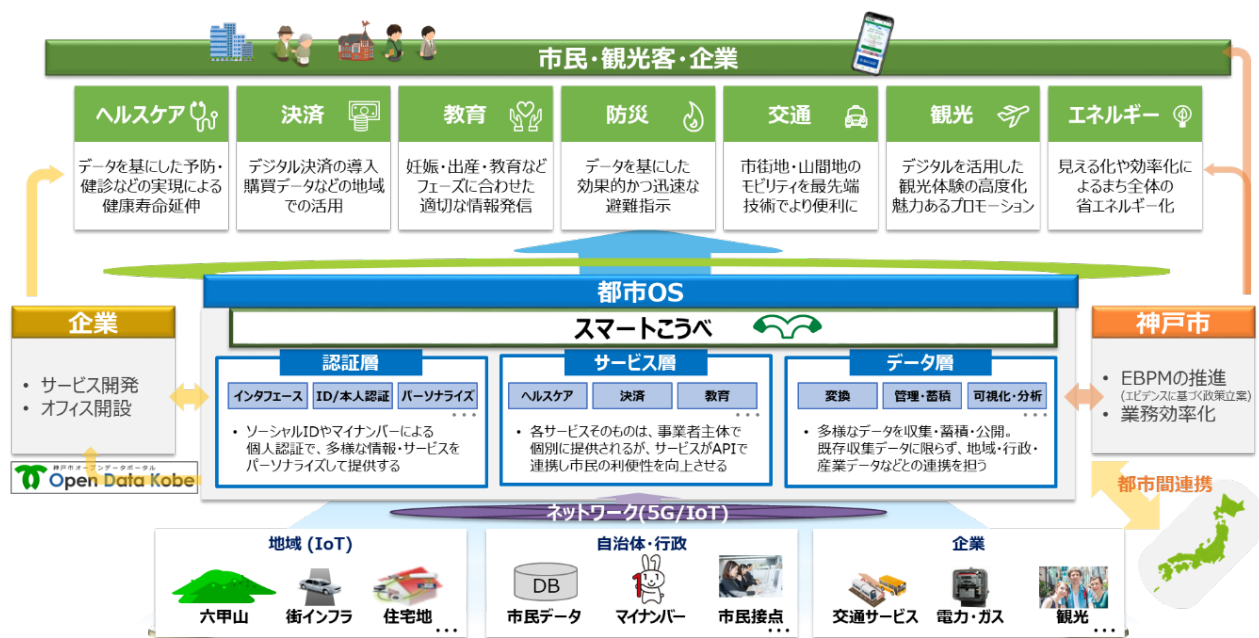 市民・観光客・企業
ヘルスケア
データを基にした予防・
健診などの実現による
健康寿命延伸
決済
デジタル決済の導入
購買データなどの地域
での活用
教育
妊娠・出産・教育など
フェーズに合わせた
適切な情報発信
防災
データを基にした
効果的かつ迅速な
避難指示
交通
市街地・山間地の
モビリティを最先端
技術でより便利に
観光
デジタルを活用した
観光体験の高度化
魅力あるプロモーション
エネルギー
見える化や効率化に
よるまち全体の
省エネルギー化
都市OS
スマートこうべ
企業
• サービス開発
• オフィス開設
神戸市オープンデータポータル
Open Data Kobe
認証層
インタフェース
ID/本人認証
パーソナライズ
• • •
• ソーシャルIDやマイナンバーによる
個人認証で、多様な情報・サービスを
パーソナライズして提供する
サービス層
ヘルスケア
決済
教育
• • •
• 各サービスそのものは、事業者主体で
個別に提供されるが、サービスがAPIで
連携し市民の利便性を向上させる
データ層
変換
管理・蓄積
可視化・分析
• • •
• 多様なデータを収集・蓄積・公開。
既存収集データに限らず、地域・行政・
産業データなどとの連携を担う
神戸市
• EBPMの推進
(エビデンスに基づく政策立案)
• 業務効率化
都市間連携
ネットワーク(5G/IoT)
地域 (IoT)
六甲山
街インフラ
住宅地
• • •
自治体・行政
DB
市民データ
マイナンバー
市民接点
• • •
企業
交通サービス
電力・ガス
観光
• • •